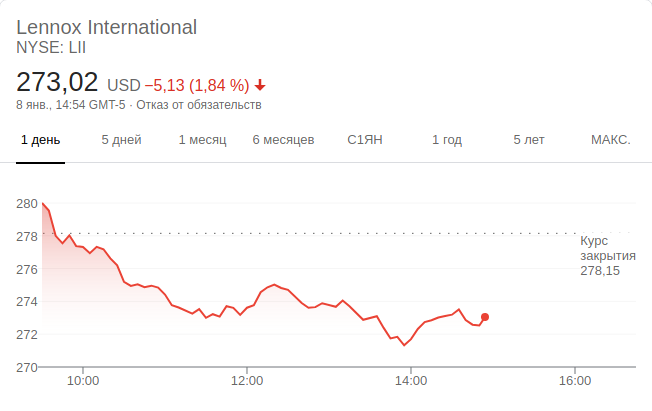 Lennox International
NYSE: LII
273,02 USD −5,13 (1,84 %)
8 янв., 14:54 GMT-5 · Отказ от обязательств
1 день 5 дней 1 месяц 6 месяцев С1ЯН 1 год 5 лет МАКС.
280
278
276
274
272
270
Курс
закрытия
278,15
10:00 12:00 14:00 16:00